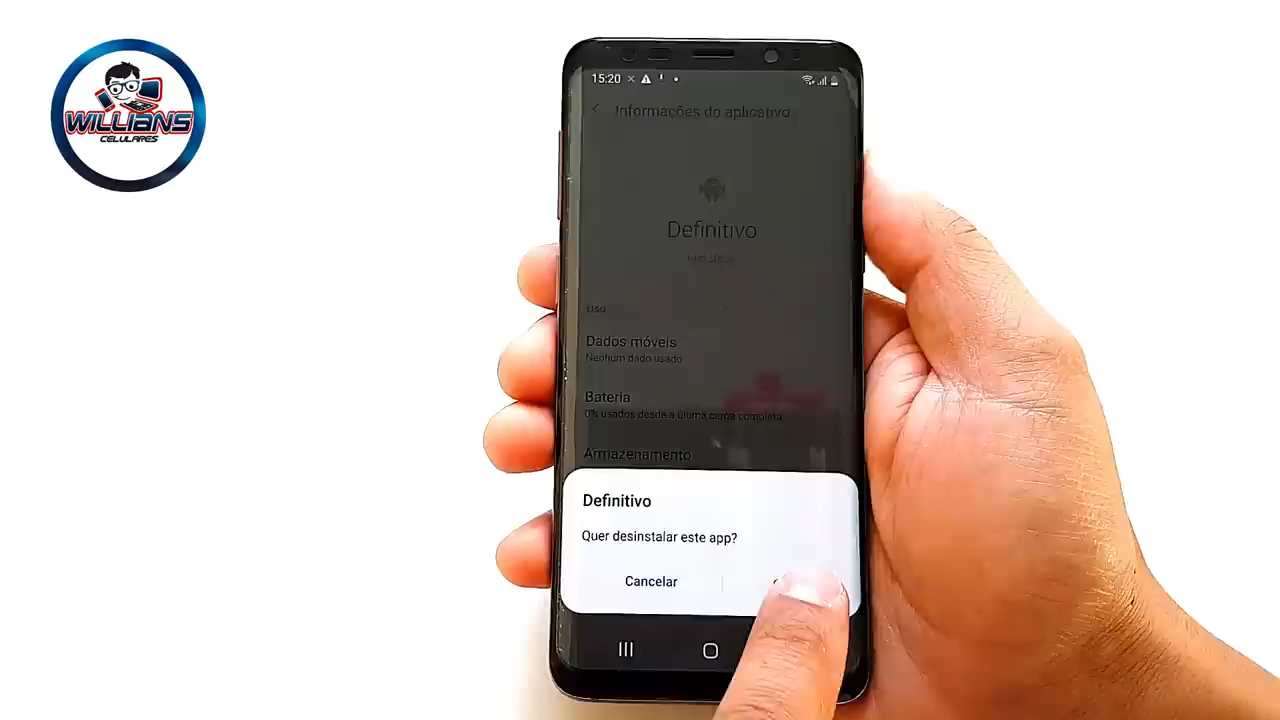 WILLIANS
CELULARES
15:20
Informações do aplicativo
Definitivo
Uso
Dados móveis
Nenhum dado usado
Bateria
0% usados desde a última carga completa
Armazenamento
Definitivo
Quer desinstalar este app?
Cancelar